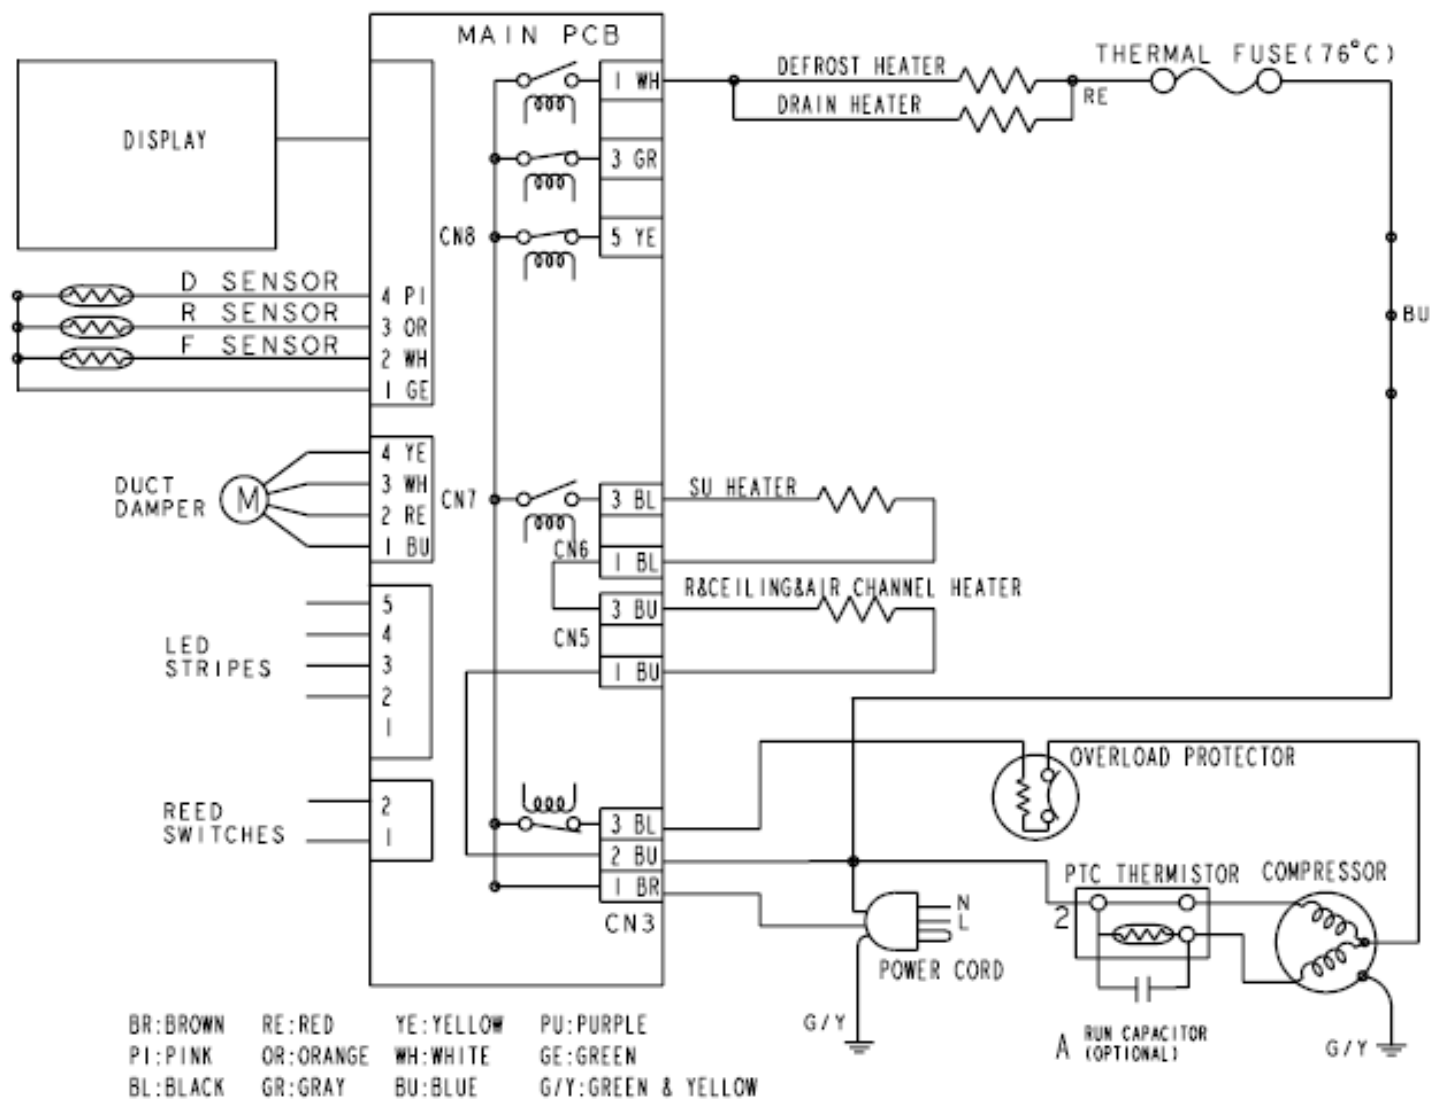 MAIN PCB
DISPLAY
1 WH
DEFROST HEATER
DRAIN HEATER
RE
THERMAL FUSE(76°C)
3 GR
5 YE
CN8
BU
D SENSOR
R SENSOR
F SENSOR
4 PI
3 OR
2 WH
1 GE
DUCT
DAMPER
M
4 YE
3 WH
2 RE
1 BU
CN7
3 BL
SU HEATER
CN6
1 BL
3 BU
R&CEILING&AIR CHANNEL HEATER
CN5
1 BU
LED
STRIPES
5
4
3
2
1
REED
SWITCHES
2
1
3 BL
2 BU
1 BR
CN3
OVERLOAD PROTECTOR
PTC THERMISTOR
COMPRESSOR
2
N
L
POWER CORD
G/Y
A
RUN CAPACITOR
(OPTIONAL)
G/Y
BR:BROWN RE:RED YE:YELLOW PU:PURPLE
PI:PINK OR:ORANGE WH:WHITE GE:GREEN
BL:BLACK GR:GRAY BU:BLUE G/Y:GREEN & YELLOW